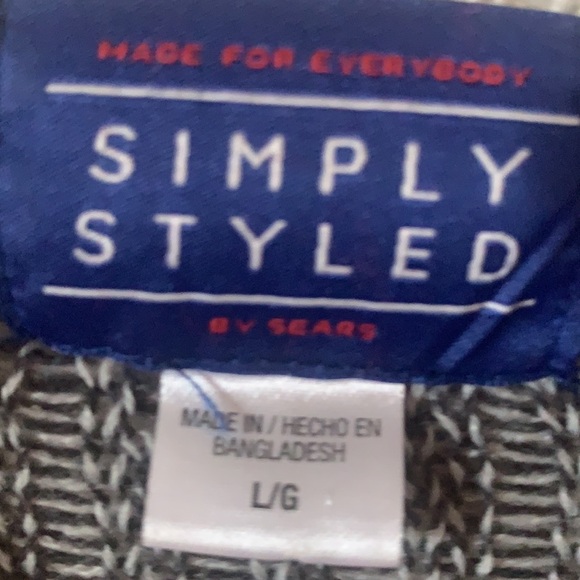 MADE FOR EVERYBODY
SIMPLY
STYLED
BY SEARS
MADE IN / HECHO EN
BANGLADESH
L/G